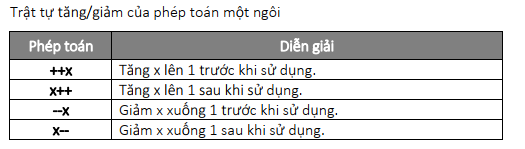 Trật tự tăng/giảm của phép toán một ngôi
Phép toán Diễn giải
++x Tăng x lên 1 trước khi sử dụng.
x++ Tăng x lên 1 sau khi sử dụng.
--x Giảm x xuống 1 trước khi sử dụng.
x-- Giảm x xuống 1 sau khi sử dụng.